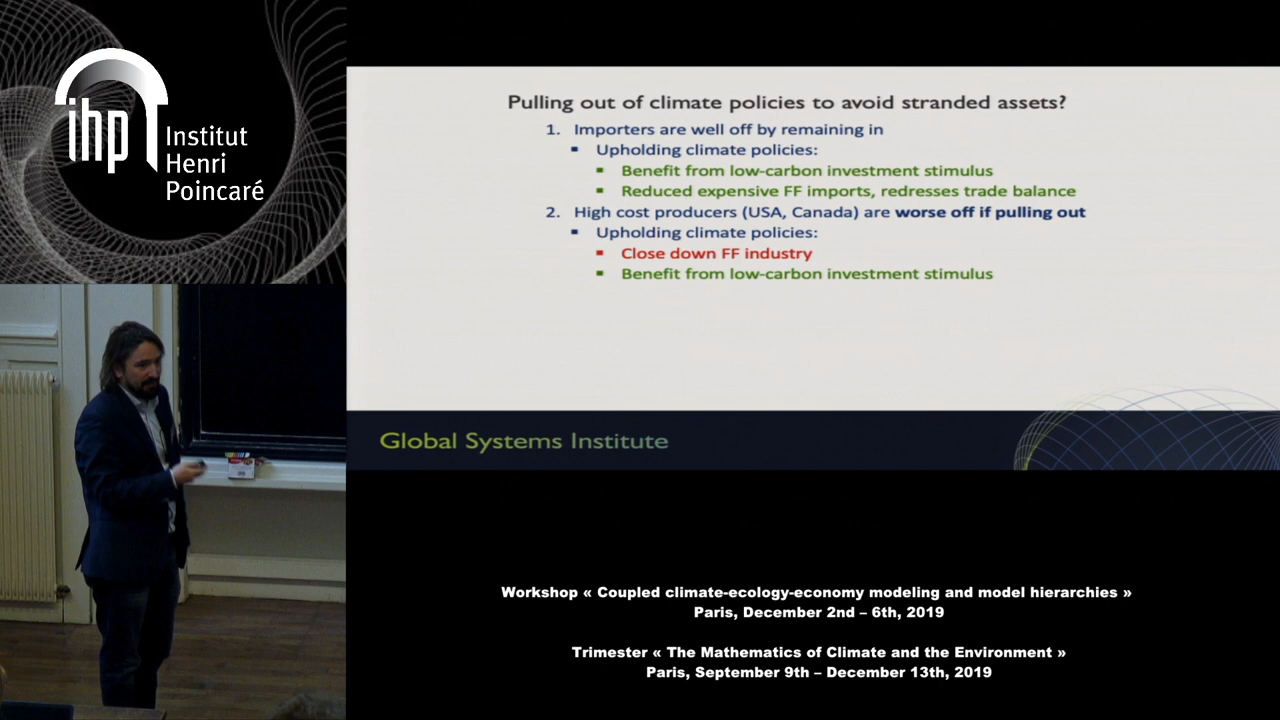 ihp
Institut
Henri
Poincaré
Pulling out of climate policies to avoid stranded assets?
1. Importers are well off by remaining in
▪ Upholding climate policies:
▪ Benefit from low-carbon investment stimulus
▪ Reduced expensive FF imports, redresses trade balance
2. High cost producers (USA, Canada) are worse off if pulling out
▪ Upholding climate policies:
▪ Close down FF industry
▪ Benefit from low-carbon investment stimulus
Global Systems Institute
Workshop « Coupled climate-ecology-economy modeling and model hierarchies »
Paris, December 2nd – 6th, 2019
Trimester « The Mathematics of Climate and the Environment »
Paris, September 9th – December 13th, 2019